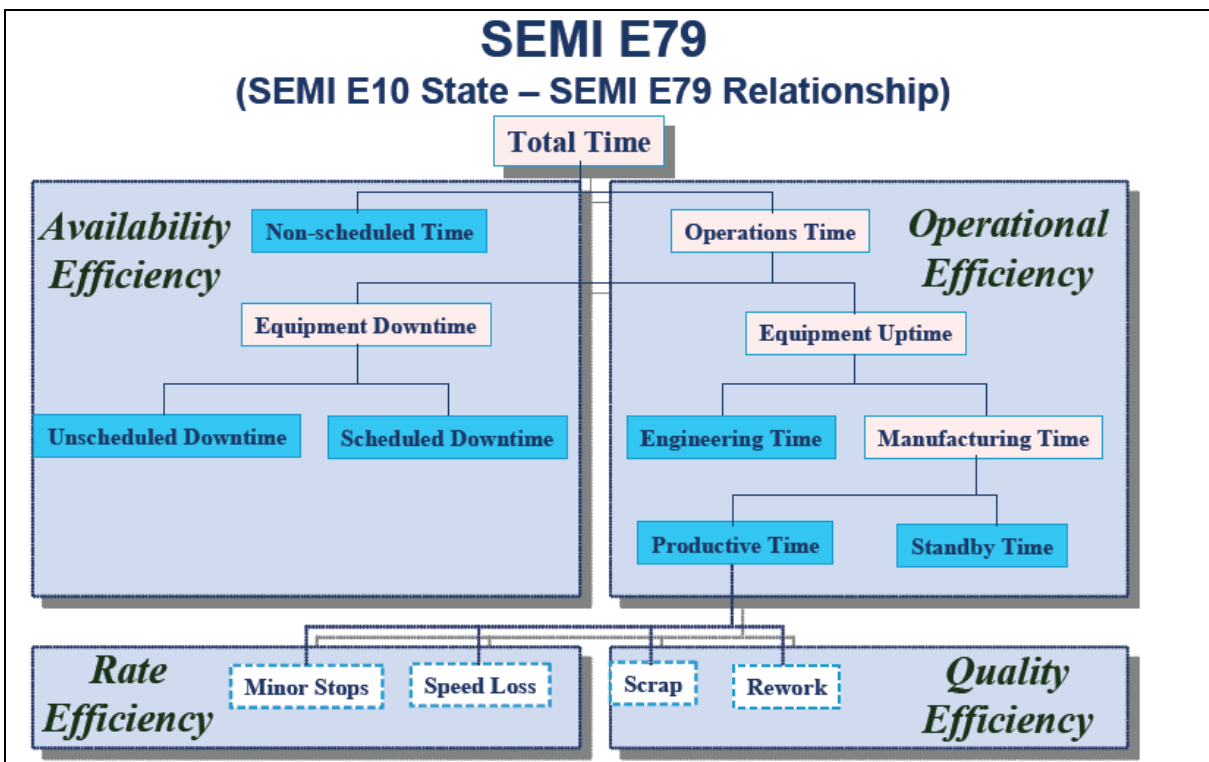 SEMI E79
(SEMI E10 State – SEMI E79 Relationship)
Total Time
Availability
Efficiency
Non-scheduled Time
Operations Time
Operational
Efficiency
Equipment Downtime
Equipment Uptime
Unscheduled Downtime
Scheduled Downtime
Engineering Time
Manufacturing Time
Productive Time
Standby Time
Rate
Efficiency
Minor Stops
Speed Loss
Scrap
Rework
Quality
Efficiency